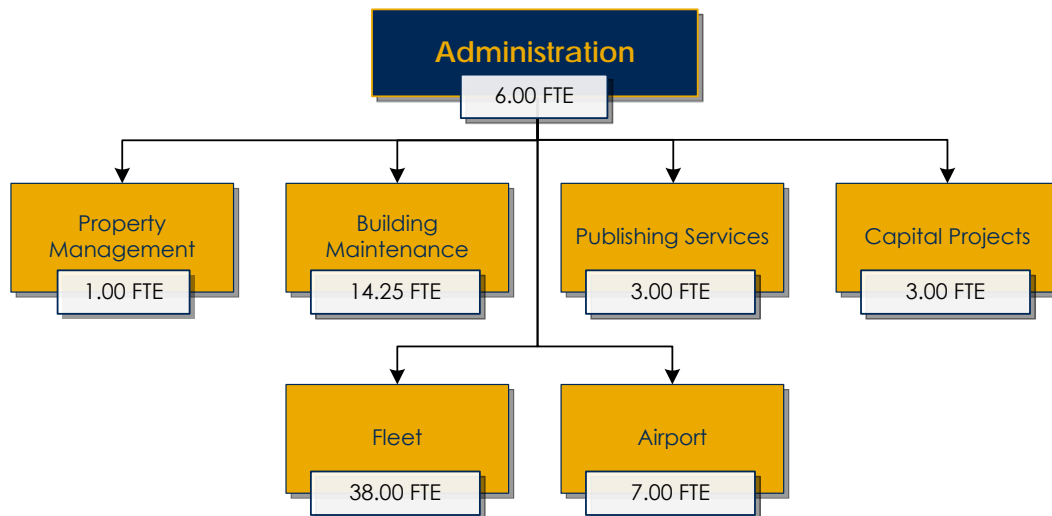 Administration
6.00 FTE
Property
Management
1.00 FTE
Building
Maintenance
14.25 FTE
Publishing Services
3.00 FTE
Capital Projects
3.00 FTE
Fleet
38.00 FTE
Airport
7.00 FTE